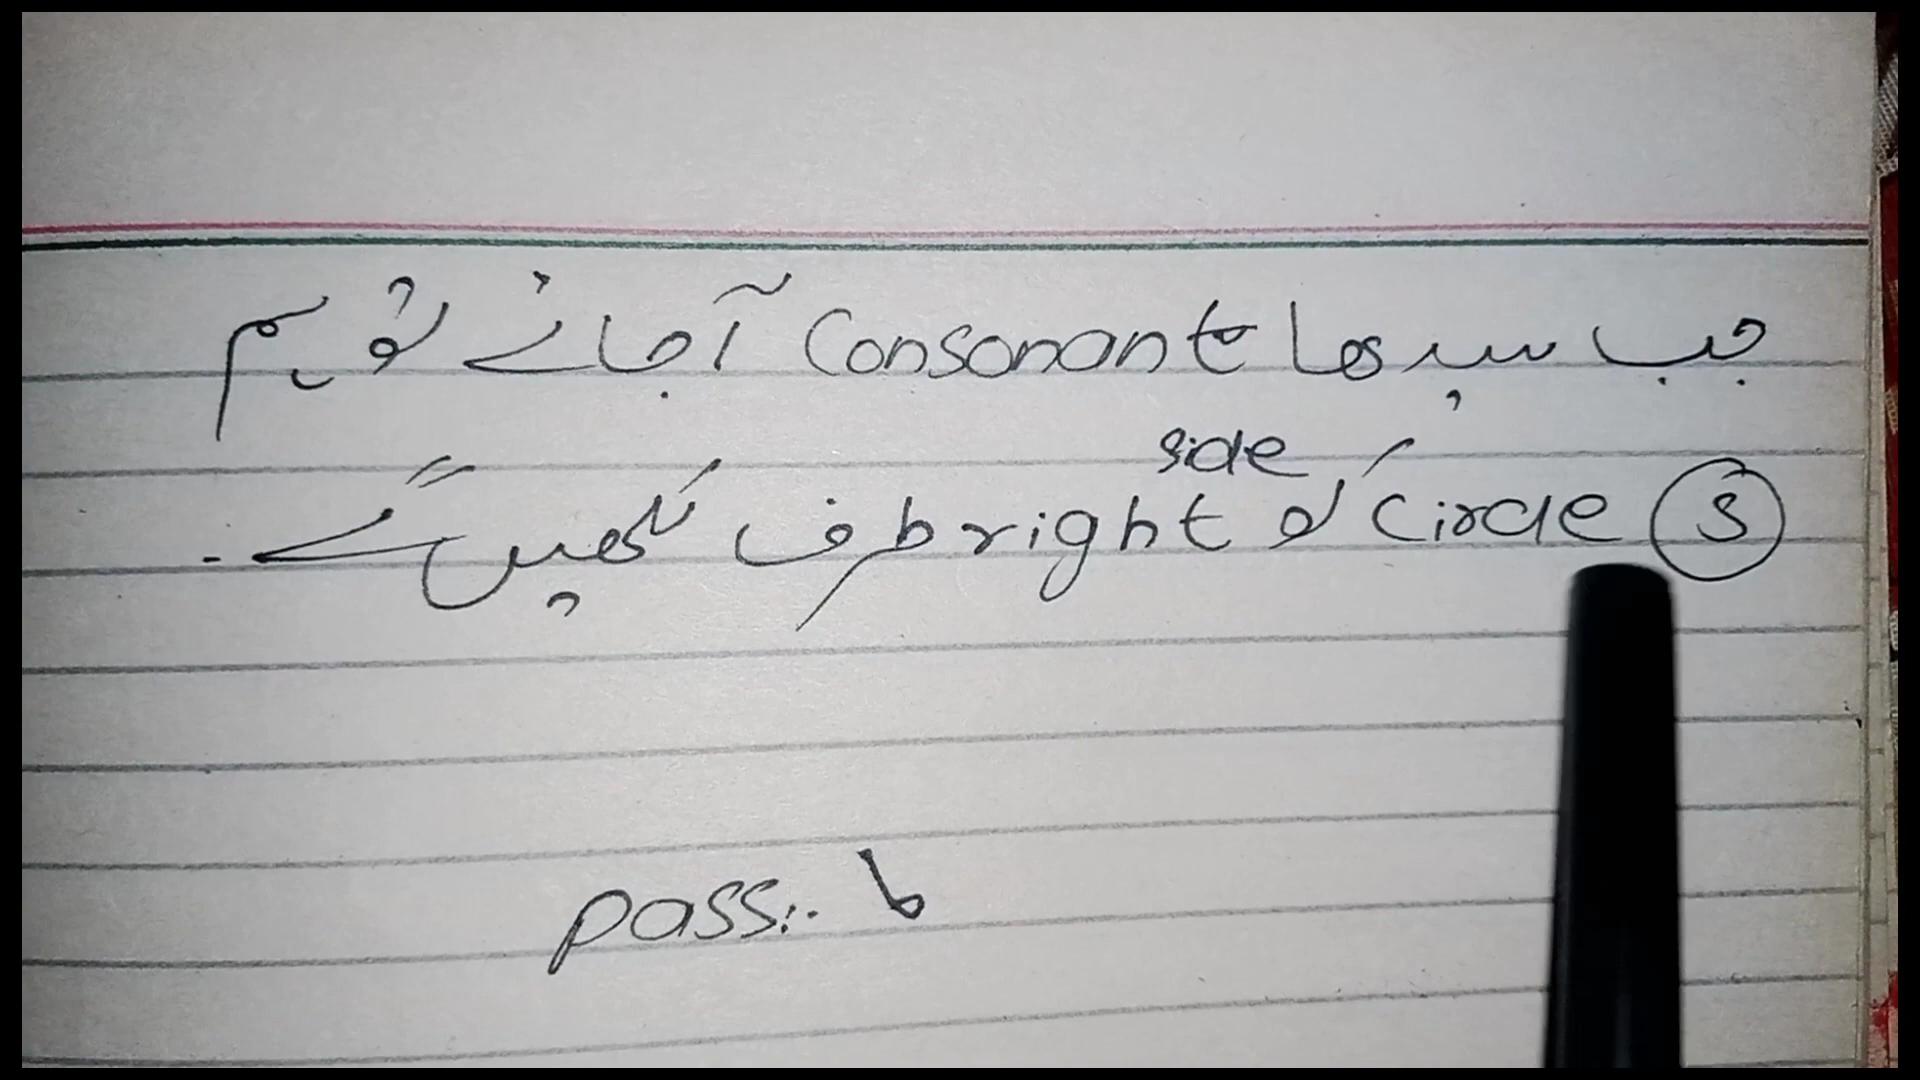 جب سیدھا Consonant آجائے تو ہم
Ⓢ Circle کو right side طرف لکھیں گے۔
pass:-